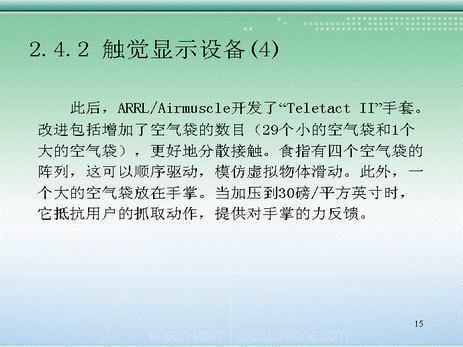 2.4.2 触觉显示设备(4)
此后，ARRL/Airmuscle开发了“Teletact II”手套。
改进包括增加了空气袋的数目（29个小的空气袋和1个
大的空气袋），更好地分散接触。食指有四个空气袋的
阵列，这可以顺序驱动，模仿虚拟物体滑动。此外，一
个大的空气袋放在手掌。当加压到30磅/平方英寸时，
它抵抗用户的抓取动作，提供对手掌的力反馈。
15